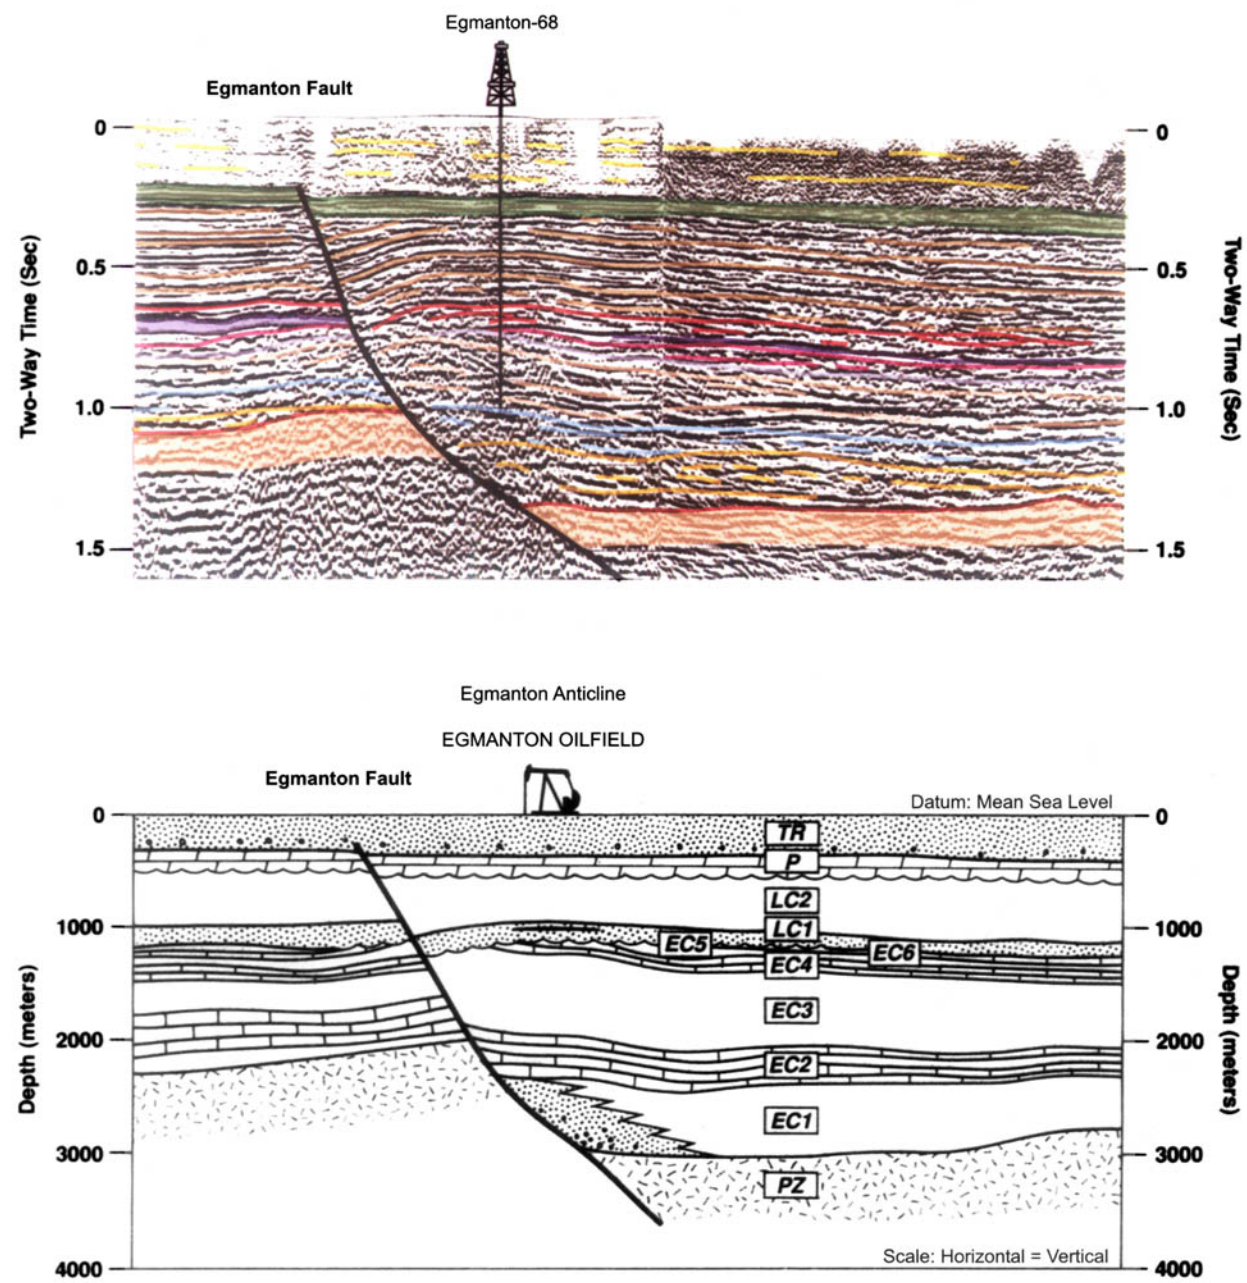 Egmanton-68
Egmanton Fault
0
0
0.5
0.5
1.0
1.0
1.5
1.5
Two-Way Time (Sec)
Two-Way Time (Sec)
Egmanton Anticline
EGMANTON OILFIELD
Egmanton Fault
Datum: Mean Sea Level
0
0
TR
P
LC2
1000
LC1
1000
EC5
EC6
EC4
EC3
2000
2000
EC2
EC1
3000
3000
PZ
Scale: Horizontal = Vertical
4000
4000
Depth (meters)
Depth (meters)